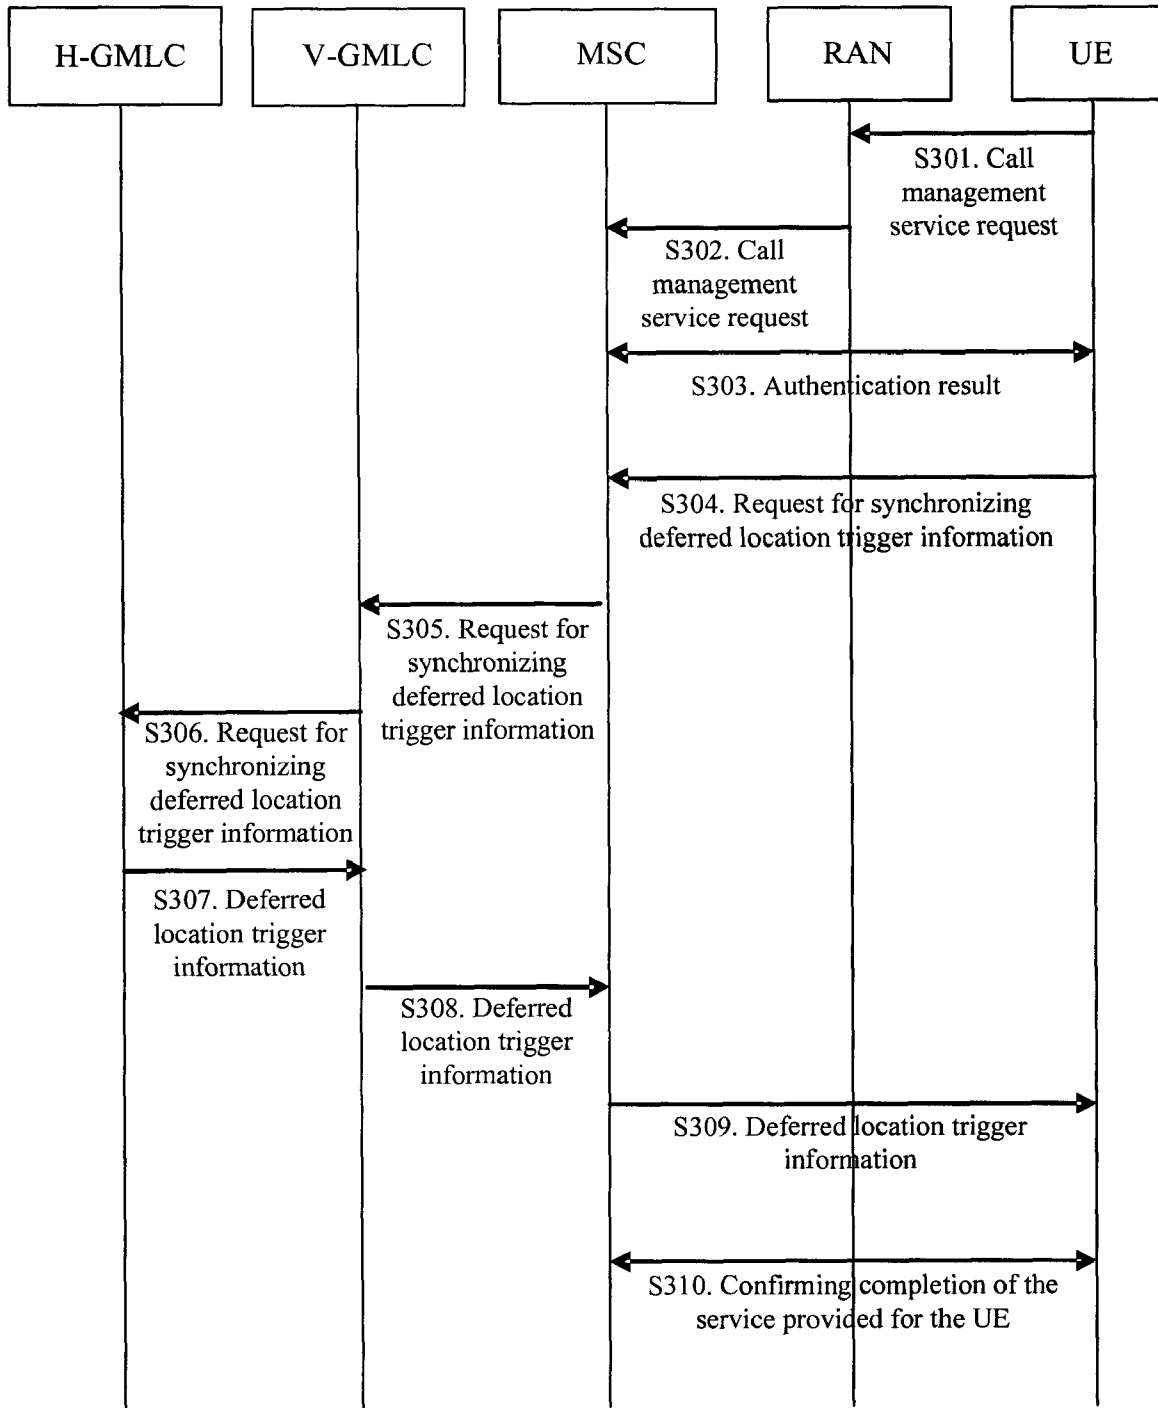 H-GMLC
V-GMLC
MSC
RAN
UE
S301. Call
management
service request
S302. Call
management
service request
S303. Authentication result
S304. Request for synchronizing
deferred location trigger information
S305. Request for
synchronizing
deferred location
trigger information
S306. Request for
synchronizing
deferred location
trigger information
S307. Deferred
location trigger
information
S308. Deferred
location trigger
information
S309. Deferred location trigger
information
S310. Confirming completion of the
service provided for the UE